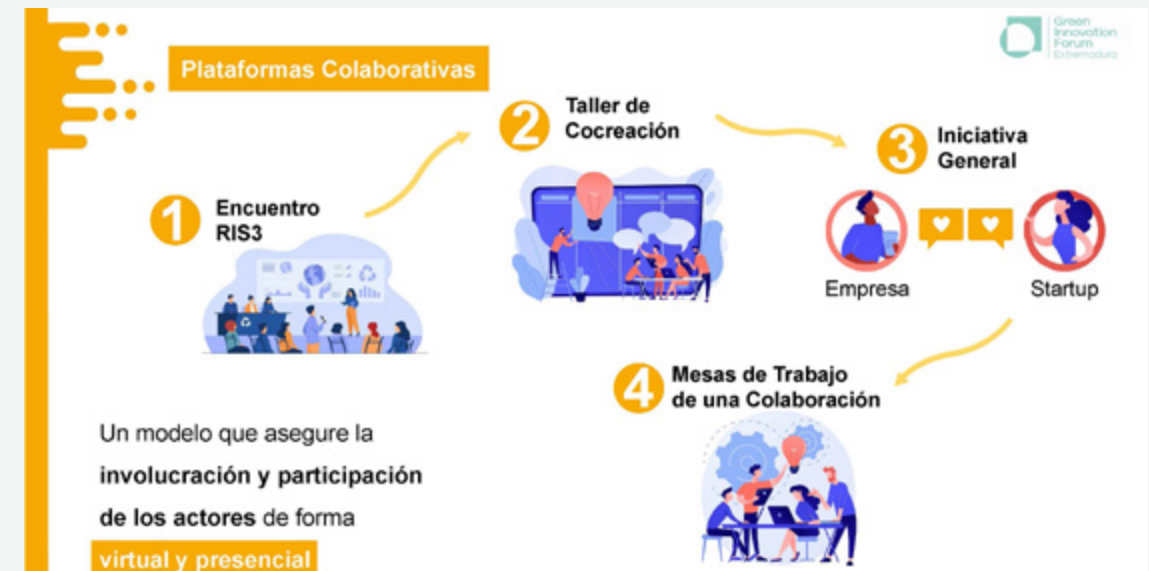 Green
Innovation
Forum
Extremadura
Plataformas Colaborativas
1
Encuentro
RIS3
2
Taller de
Cocreación
3
Iniciativa
General
Empresa
Startup
4
Mesas de Trabajo
de una Colaboración
Un modelo que asegure la
involucración y participación
de los actores de forma
virtual y presencial